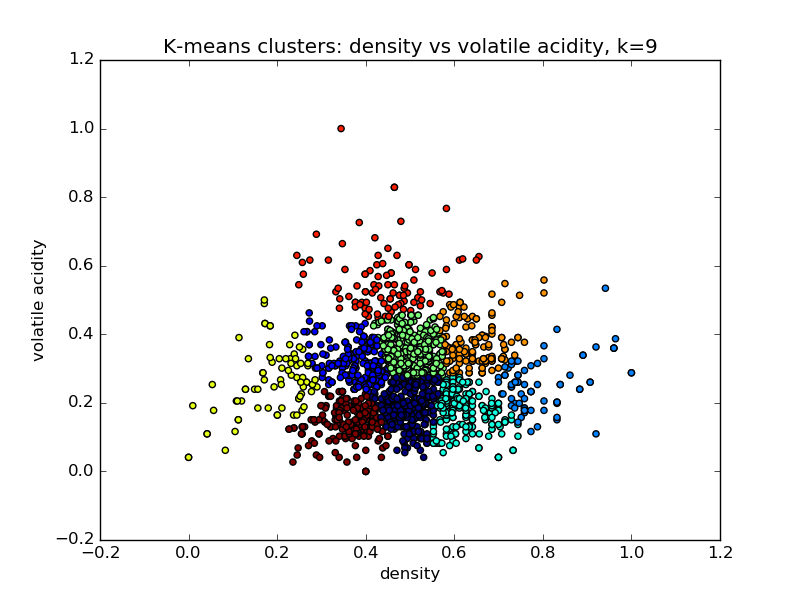 K-means clusters: density vs volatile acidity, k=9
1.2
1.0
0.8
0.6
0.4
0.2
0.0
−0.2
volatile acidity
−0.2 0.0 0.2 0.4 0.6 0.8 1.0 1.2
density